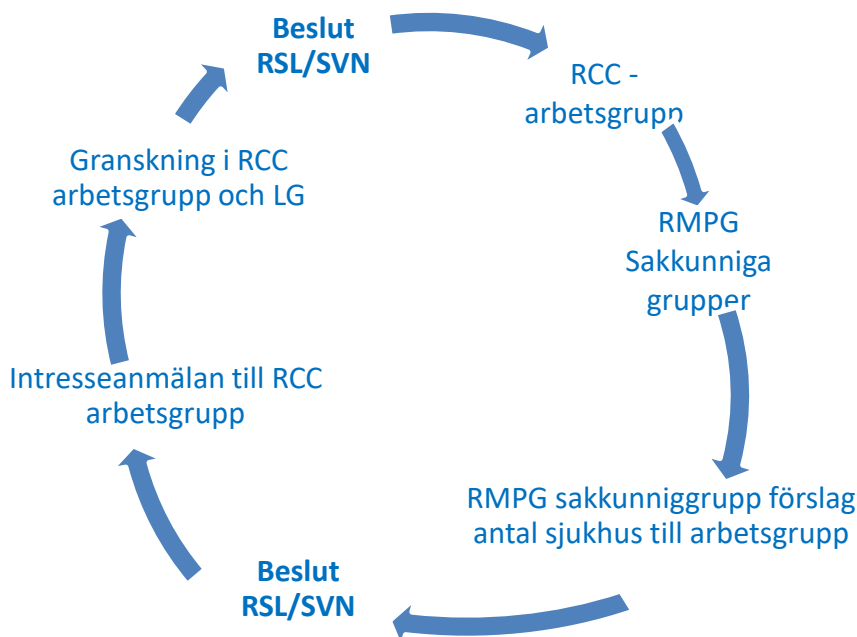 Beslut
RSL/SVN
RCC -
arbetsgrupp
RMPG
Sakkunniga
grupper
RMPG sakkunniggrupp förslag
antal sjukhus till arbetsgrupp
Beslut
RSL/SVN
Intresseanmälan till RCC
arbetsgrupp
Granskning i RCC
arbetsgrupp och LG